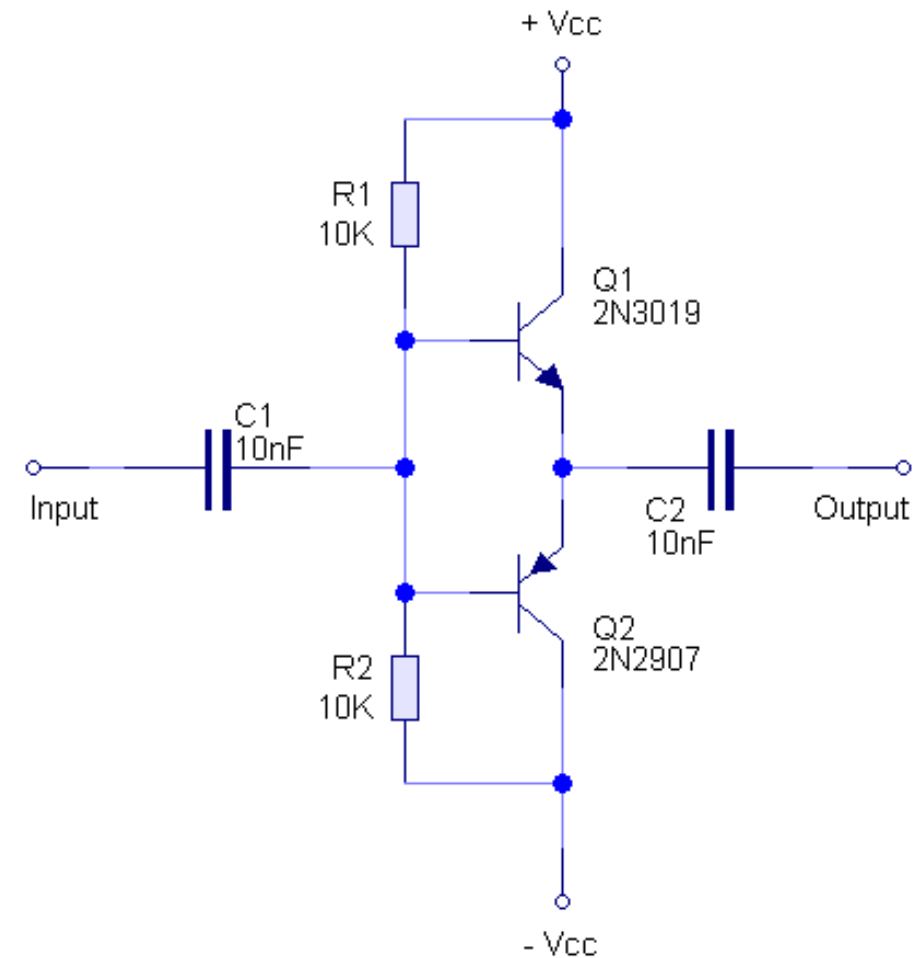 + Vcc
R1
10K
Q1
2N3019
C1
10nF
Input
C2
10nF
Output
Q2
2N2907
R2
10K
- Vcc